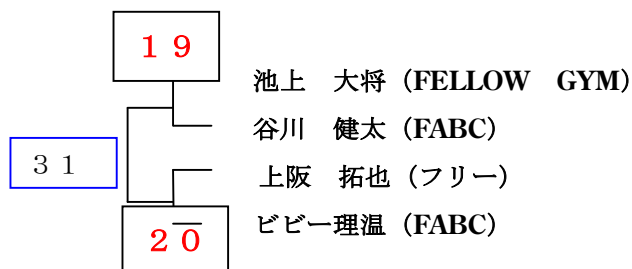 １９
池上　大将（FELLOW　GYM）
谷川　健太（FABC）
３１
上阪　拓也（フリー）
ビビー理温（FABC）
２０